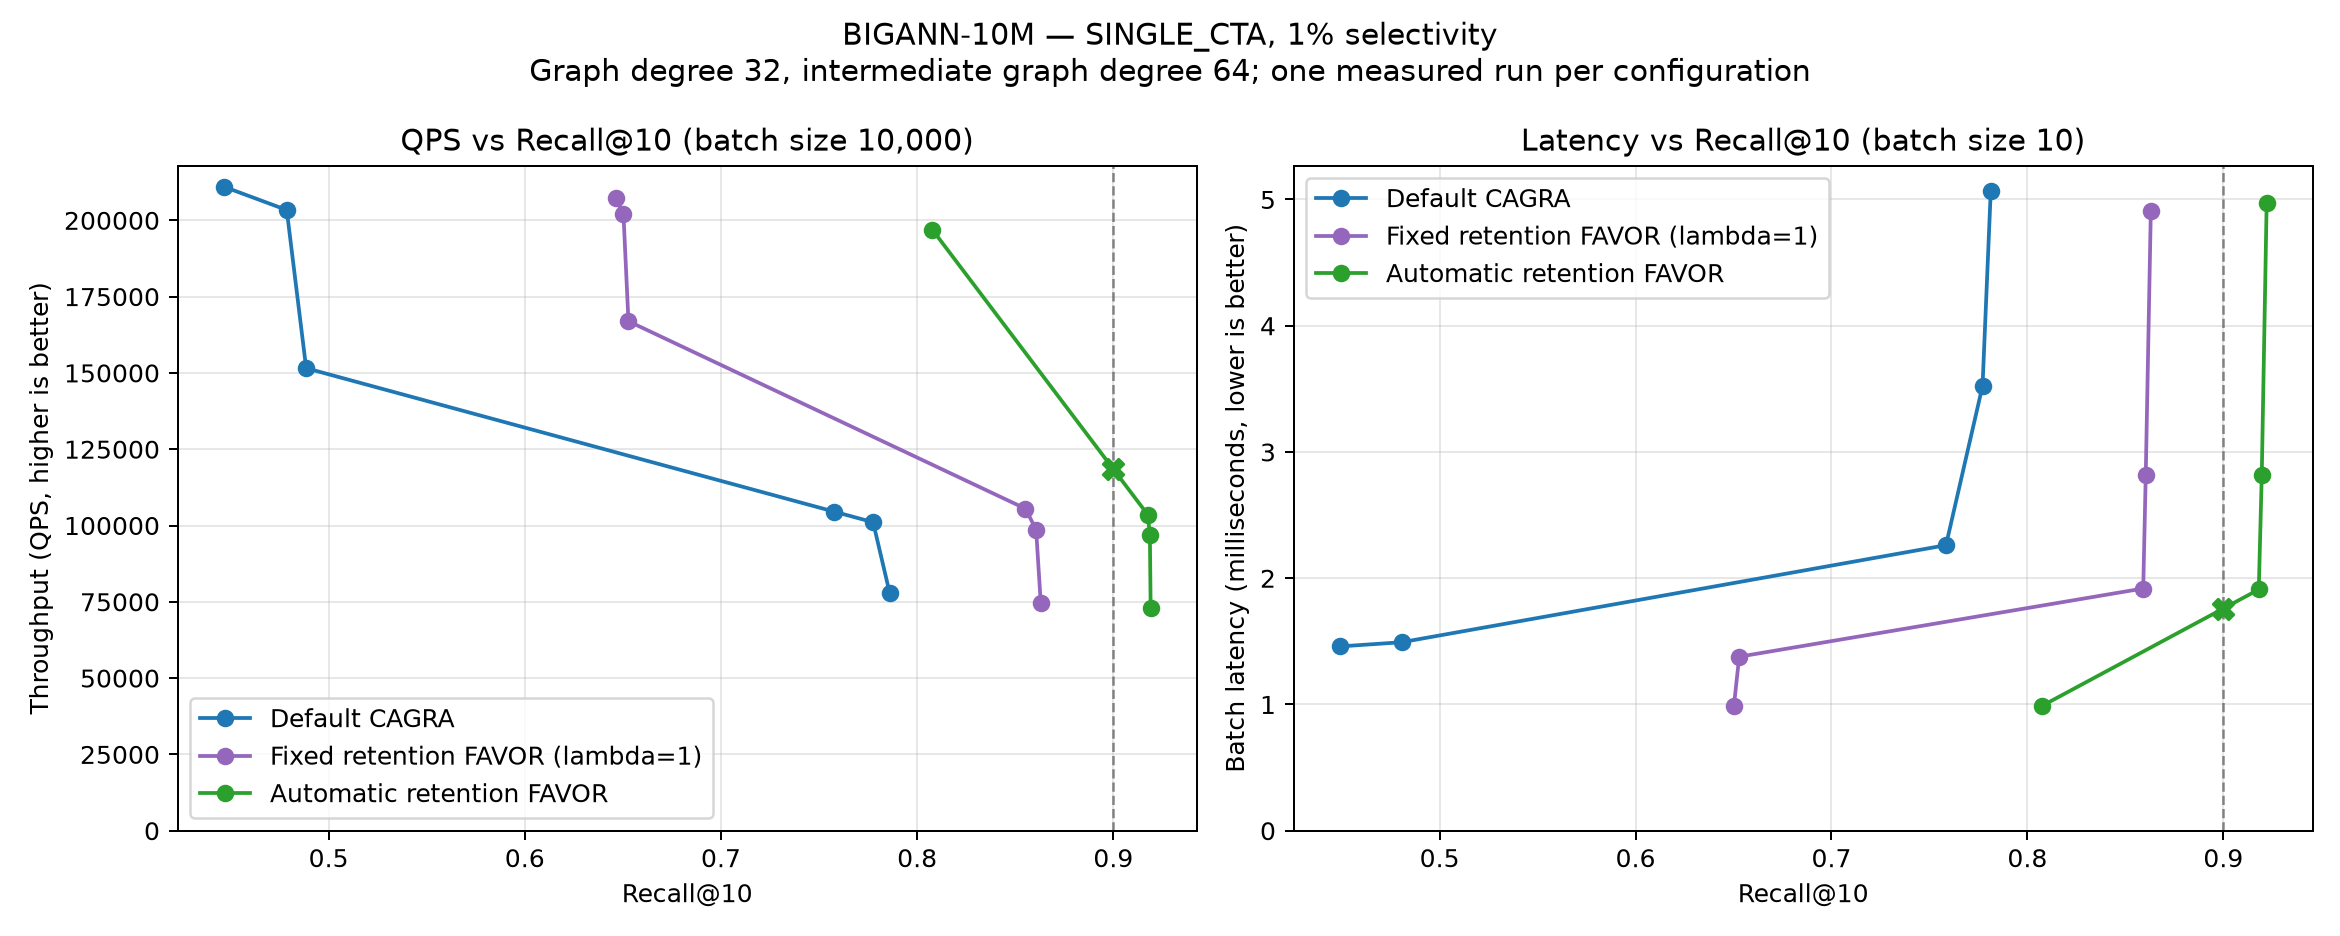 BIGANN-10M — SINGLE_CTA, 1% selectivity
Graph degree 32, intermediate graph degree 64; one measured run per configuration
QPS vs Recall@10 (batch size 10,000)
Throughput (QPS, higher is better)
200000
175000
150000
125000
100000
75000
50000
25000
0
Default CAGRA
Fixed retention FAVOR (lambda=1)
Automatic retention FAVOR
0.5
0.6
0.7
0.8
0.9
Recall@10
Latency vs Recall@10 (batch size 10)
Batch latency (milliseconds, lower is better)
5
4
3
2
1
0
Default CAGRA
Fixed retention FAVOR (lambda=1)
Automatic retention FAVOR
0.5
0.6
0.7
0.8
0.9
Recall@10